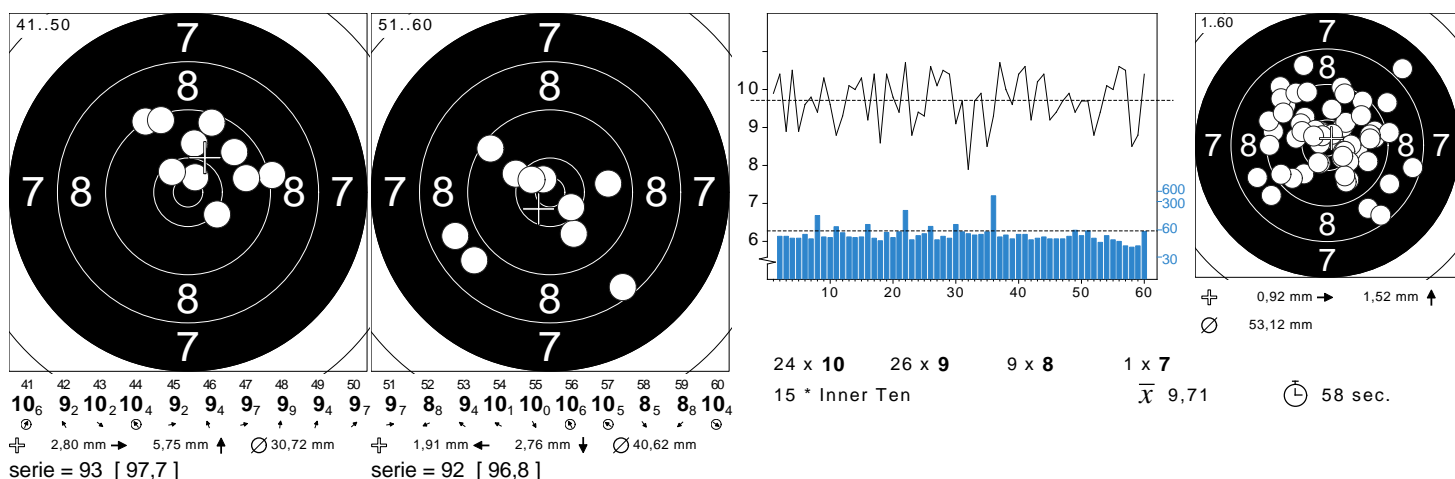 41..50
7
8
7 8 8 7
8
7
41 42 43 44 45 46 47 48 49 50
10₆ 9₂ 10₂ 10₄ 9₂ 9₄ 9₇ 9₉ 9₄ 9₇
2,80 mm 5,75 mm 30,72 mm
serie = 93 [ 97,7 ]
51..60
7
8
7 8 8 7
8
7
51 52 53 54 55 56 57 58 59 60
9₇ 8₈ 9₄ 10₁ 10₀ 10₆ 10₅ 8₅ 8₈ 10₄
1,91 mm 2,76 mm 40,62 mm
serie = 92 [ 96,8 ]
10
9
8
7
6
600
300
60
30
10 20 30 40 50 60
24 x 10 26 x 9 9 x 8 1 x 7
15 * Inner Ten x̅ 9,71 58 sec.
1..60
7
8
7 8 8 7
8
7
0,92 mm 1,52 mm
53,12 mm